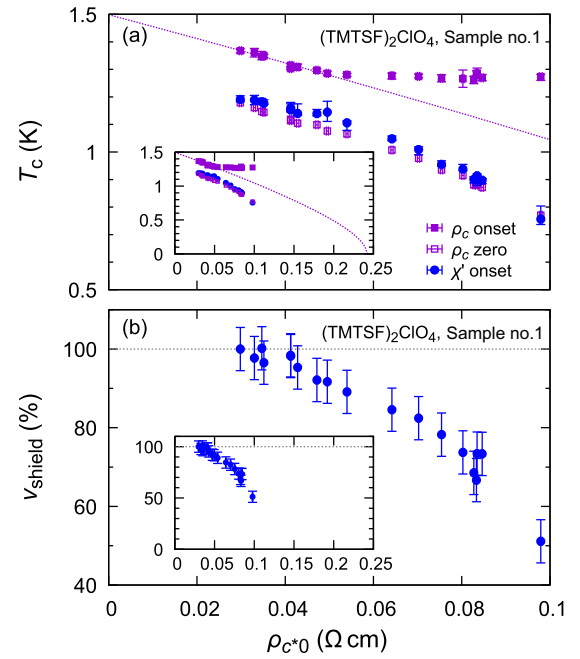 (a)
(TMTSF)2ClO4, Sample no.1
1.5
1
0.5
Tc (K)
1.5
1
0.5
0
0 0.05 0.1 0.15 0.2 0.25
ρc onset
ρc zero
χ' onset
(b)
(TMTSF)2ClO4, Sample no.1
100
80
60
40
vshield (%)
100
50
0
0 0.05 0.1 0.15 0.2 0.25
0 0.02 0.04 0.06 0.08 0.1
ρc*0 (Ω cm)